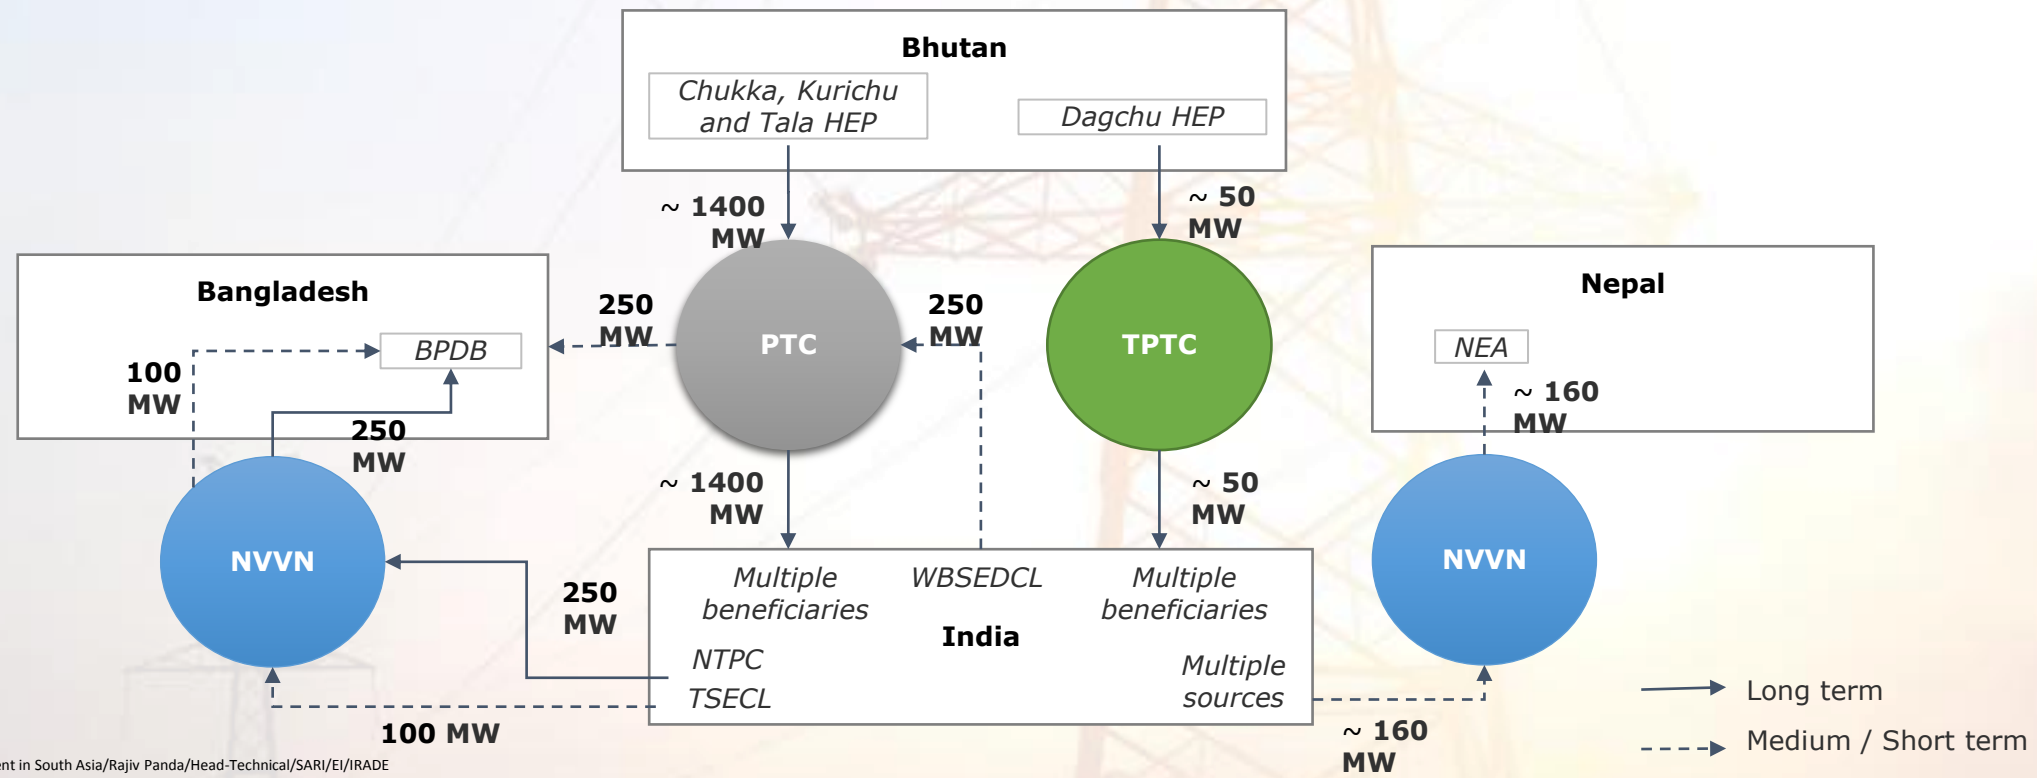 Bhutan
Chukka, Kurichu
and Tala HEP
Dagchu HEP
~ 1400
MW
~ 50
MW
Bangladesh
BPDB
100
MW
250
MW
250
MW
PTC
250
MW
TPTC
Nepal
NEA
~ 160
MW
~ 1400
MW
~ 50
MW
NVVN
250
MW
Multiple
beneficiaries
WBSEDCL
Multiple
beneficiaries
India
NTPC
TSECL
Multiple
sources
NVVN
100 MW
~ 160
MW
Long term
Medium / Short term
ent in South Asia/Rajiv Panda/Head-Technical/SARI/EI/IRADE